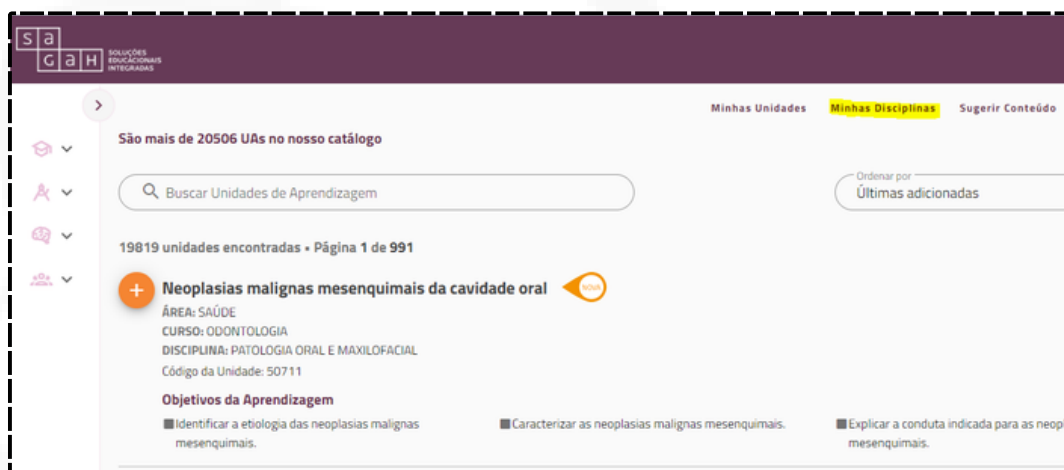 sa
GaH SOLUÇÕES
EDUCACIONAIS
INTEGRADAS
Minhas Unidades Minhas Disciplinas Sugerir Conteúdo
São mais de 20506 UAs no nosso catálogo
Buscar Unidades de Aprendizagem
Ordenar por
Últimas adicionadas
19819 unidades encontradas • Página 1 de 991
+ Neoplasias malignas mesenquimais da cavidade oral NOVA
ÁREA: SAÚDE
CURSO: ODONTOLOGIA
DISCIPLINA: PATOLOGIA ORAL E MAXILOFACIAL
Código da Unidade: 50711
Objetivos da Aprendizagem
Identificar a etiologia das neoplasias malignas
mesenquimais.
Caracterizar as neoplasias malignas mesenquimais.
Explicar a conduta indicada para as neop
mesenquimais.